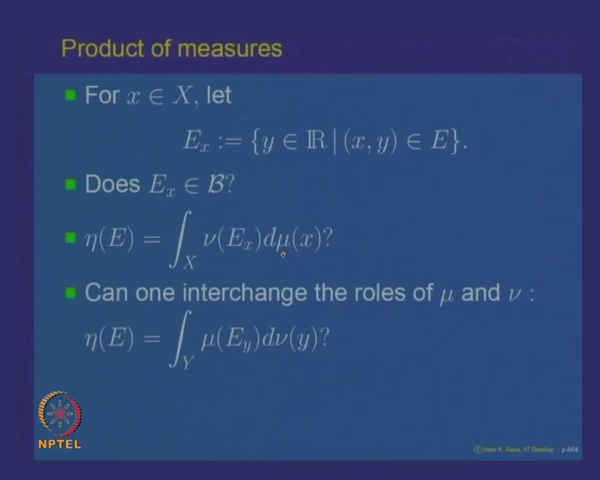 Product of measures
For x ∈ X, let
E_x := {y ∈ ℝ | (x, y) ∈ E}.
Does E_x ∈ ℬ?
η(E) = ∫_X ν(E_x)dμ(x)?
Can one interchange the roles of μ and ν :
η(E) = ∫_Y μ(E_y)dν(y)?
NPTEL